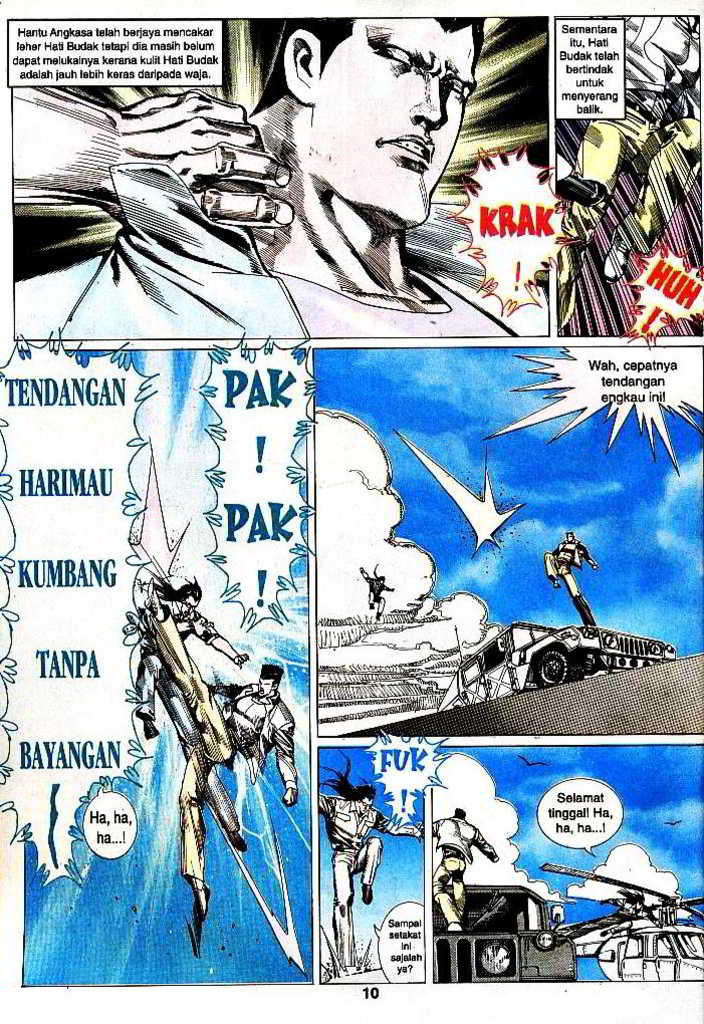 Hantu Angkasa telah berjaya mencakar
leher Hati Budak tetapi dia masih belum
dapat melukainya kerana kulit Hati Budak
adalah jauh lebih keras daripada waja.
Sementara
itu, Hati
Budak telah
bertindak
untuk
menyerang
balik.
KRAK
!
HUH
!
TENDANGAN
HARIMAU
KUMBANG
TANPA
BAYANGAN
!
PAK
!
PAK
!
Ha, ha,
ha...!
Wah, cepatnya
tendangan
engkau ini!
FUK
!
Sampai
setakat
ini
sajalah
ya?
Selamat
tinggal! Ha,
ha, ha...!
10